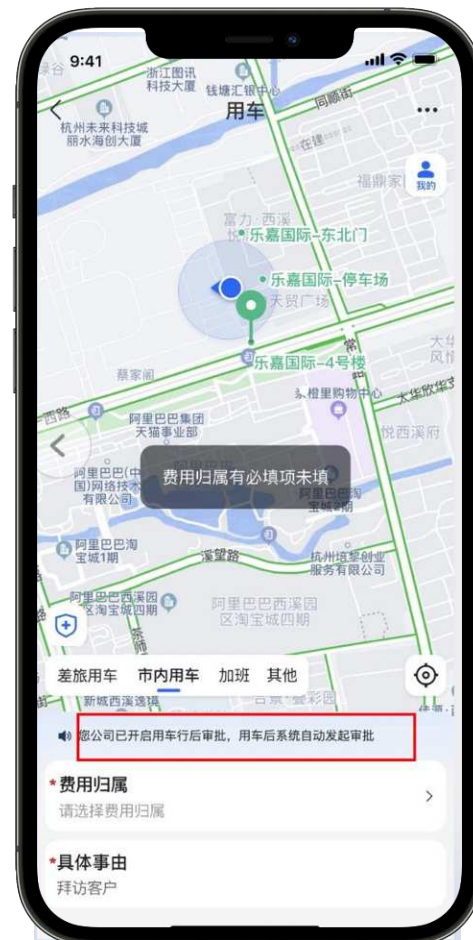 9:41
浙江图讯
科技大厦
钱塘汇银中心
同顺街
用车
杭州未来科技城
丽水海创大厦
在建
福鼎家
我的
富力·西溪
悦
乐嘉国际-东北门
乐嘉国际-停车场
天贸广场
常
乐嘉国际-4号楼
大华
风情
蔡家阁
头橙里购物中心
大华欣华支
西路
阿里巴巴集团
天猫事业部
悦西溪府
阿里巴巴(中
国)网络技术
有限公司
费用归属有必填项未填
阿里巴巴淘
宝城2期
阿里巴巴淘
宝城1期
溪望路
杭州培黎创业
服务有限公司
阿里巴巴西溪园
区淘宝城四期
阿里巴巴西溪园
区淘宝城四期
差旅用车 市内用车 加班 其他
新城西溪逸境
您公司已开启用车行后审批，用车后系统自动发起审批
*费用归属
请选择费用归属
*具体事由
拜访客户